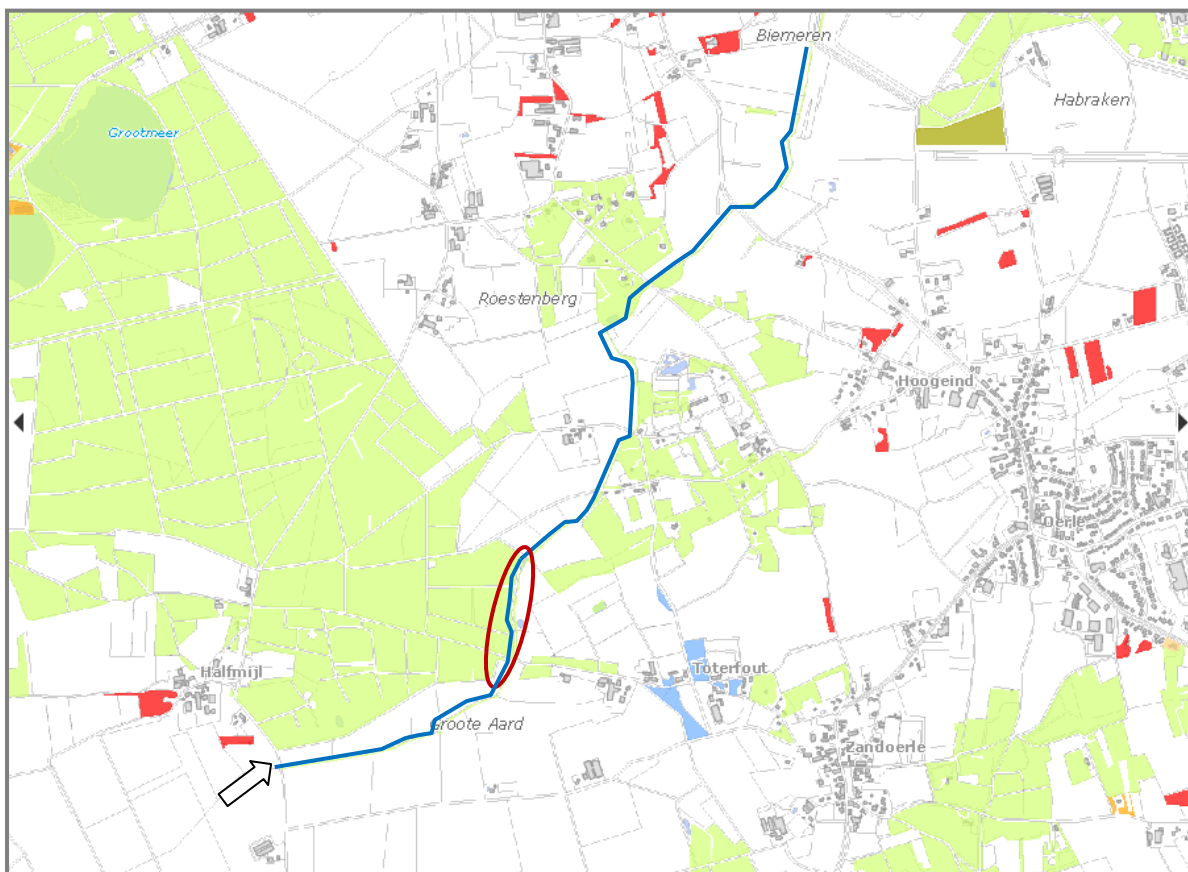 Biemeren
Habraken
Grootmeer
Roestenberg
Hoogeind
Oerle
Halfmijl
Toterfout
Groote Aard
Zandoerle